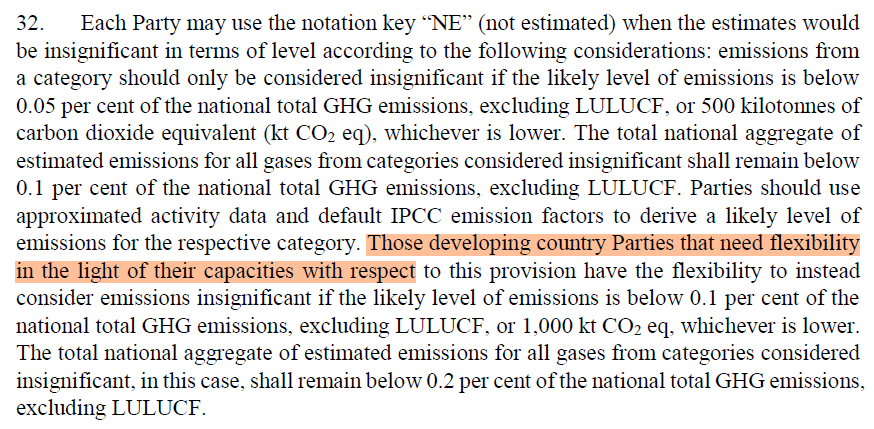 32. Each Party may use the notation key “NE” (not estimated) when the estimates would
be insignificant in terms of level according to the following considerations: emissions from
a category should only be considered insignificant if the likely level of emissions is below
0.05 per cent of the national total GHG emissions, excluding LULUCF, or 500 kilotonnes of
carbon dioxide equivalent (kt CO₂ eq), whichever is lower. The total national aggregate of
estimated emissions for all gases from categories considered insignificant shall remain below
0.1 per cent of the national total GHG emissions, excluding LULUCF. Parties should use
approximated activity data and default IPCC emission factors to derive a likely level of
emissions for the respective category. Those developing country Parties that need flexibility
in the light of their capacities with respect to this provision have the flexibility to instead
consider emissions insignificant if the likely level of emissions is below 0.1 per cent of the
national total GHG emissions, excluding LULUCF, or 1,000 kt CO₂ eq, whichever is lower.
The total national aggregate of estimated emissions for all gases from categories considered
insignificant, in this case, shall remain below 0.2 per cent of the national total GHG emissions,
excluding LULUCF.